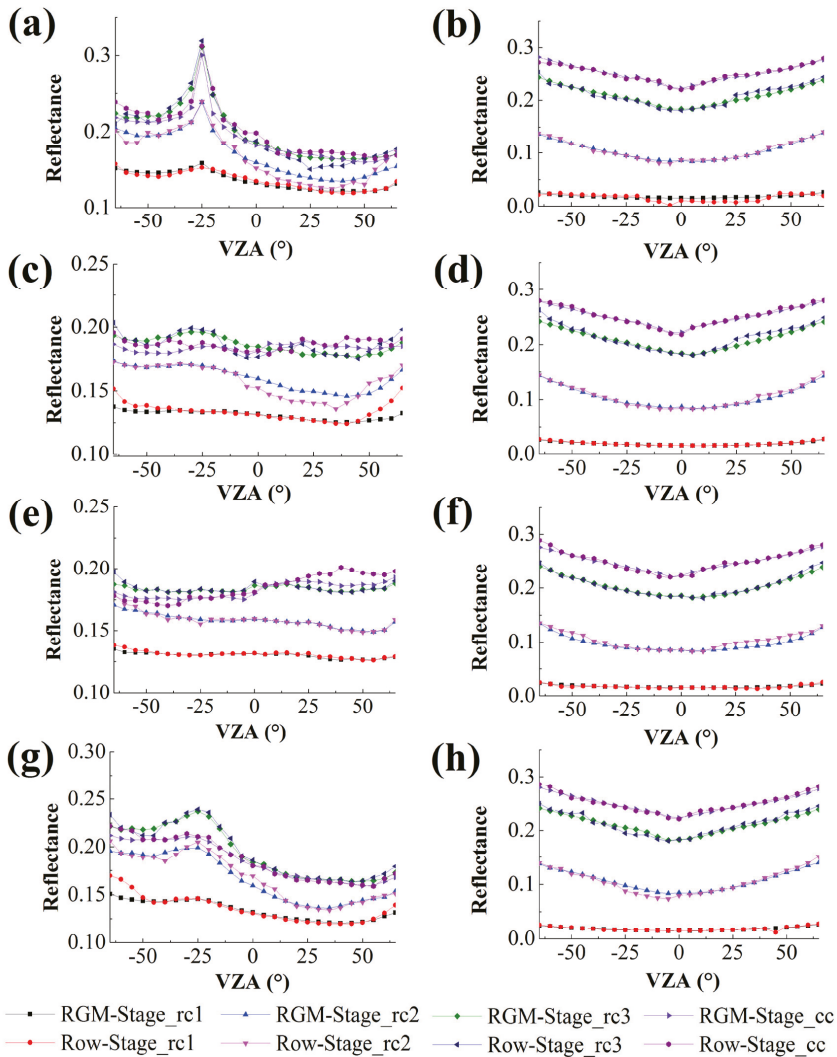 (a)
0.3
0.2
0.1
Reflectance
-50 -25 0 25 50
VZA (°)
(b)
0.3
0.2
0.1
0.0
Reflectance
-50 -25 0 25 50
VZA (°)
(c)
0.25
0.20
0.15
0.10
Reflectance
-50 -25 0 25 50
VZA (°)
(d)
0.3
0.2
0.1
0.0
Reflectance
-50 -25 0 25 50
VZA (°)
(e)
0.25
0.20
0.15
0.10
Reflectance
-50 -25 0 25 50
VZA (°)
(f)
0.3
0.2
0.1
0.0
Reflectance
-50 -25 0 25 50
VZA (°)
(g)
0.30
0.25
0.20
0.15
0.10
Reflectance
-50 -25 0 25 50
VZA (°)
(h)
0.3
0.2
0.1
0.0
Reflectance
-50 -25 0 25 50
VZA (°)
RGM-Stage_rc1 RGM-Stage_rc2 RGM-Stage_rc3 RGM-Stage_cc
Row-Stage_rc1 Row-Stage_rc2 Row-Stage_rc3 Row-Stage_cc